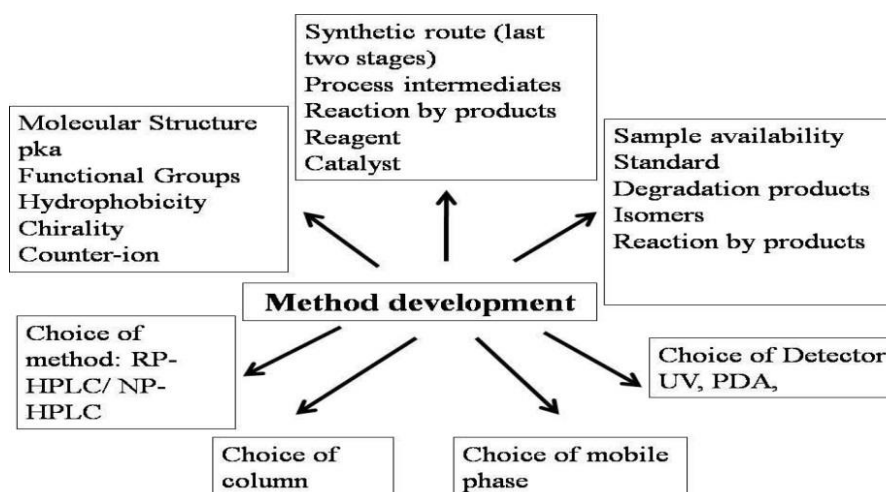 Synthetic route (last
two stages)
Process intermediates
Reaction by products
Reagent
Catalyst
Molecular Structure
pka
Functional Groups
Hydrophobicity
Chirality
Counter-ion
Sample availability
Standard
Degradation products
Isomers
Reaction by products
Method development
Choice of
method: RP-
HPLC/ NP-
HPLC
Choice of
column
Choice of mobile
phase
Choice of Detector
UV, PDA,